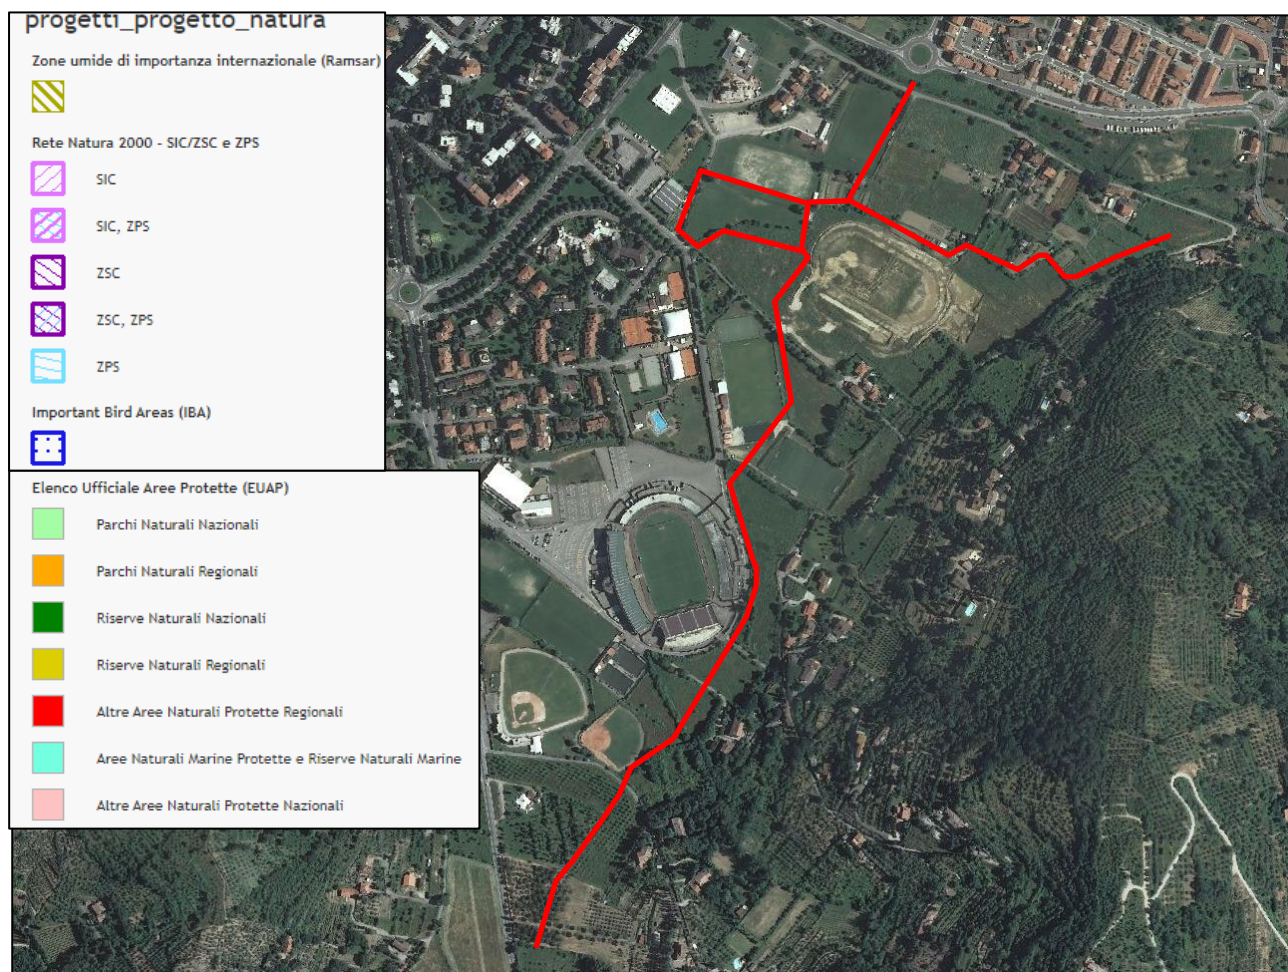 progetti_progetto_natura
Zone umide di importanza internazionale (Ramsar)
Rete Natura 2000 - SIC/ZSC e ZPS
SIC
SIC, ZPS
ZSC
ZSC, ZPS
ZPS
Important Bird Areas (IBA)
Elenco Ufficiale Aree Protette (EUAP)
Parchi Naturali Nazionali
Parchi Naturali Regionali
Riserve Naturali Nazionali
Riserve Naturali Regionali
Altre Aree Naturali Protette Regionali
Aree Naturali Marine Protette e Riserve Naturali Marine
Altre Aree Naturali Protette Nazionali